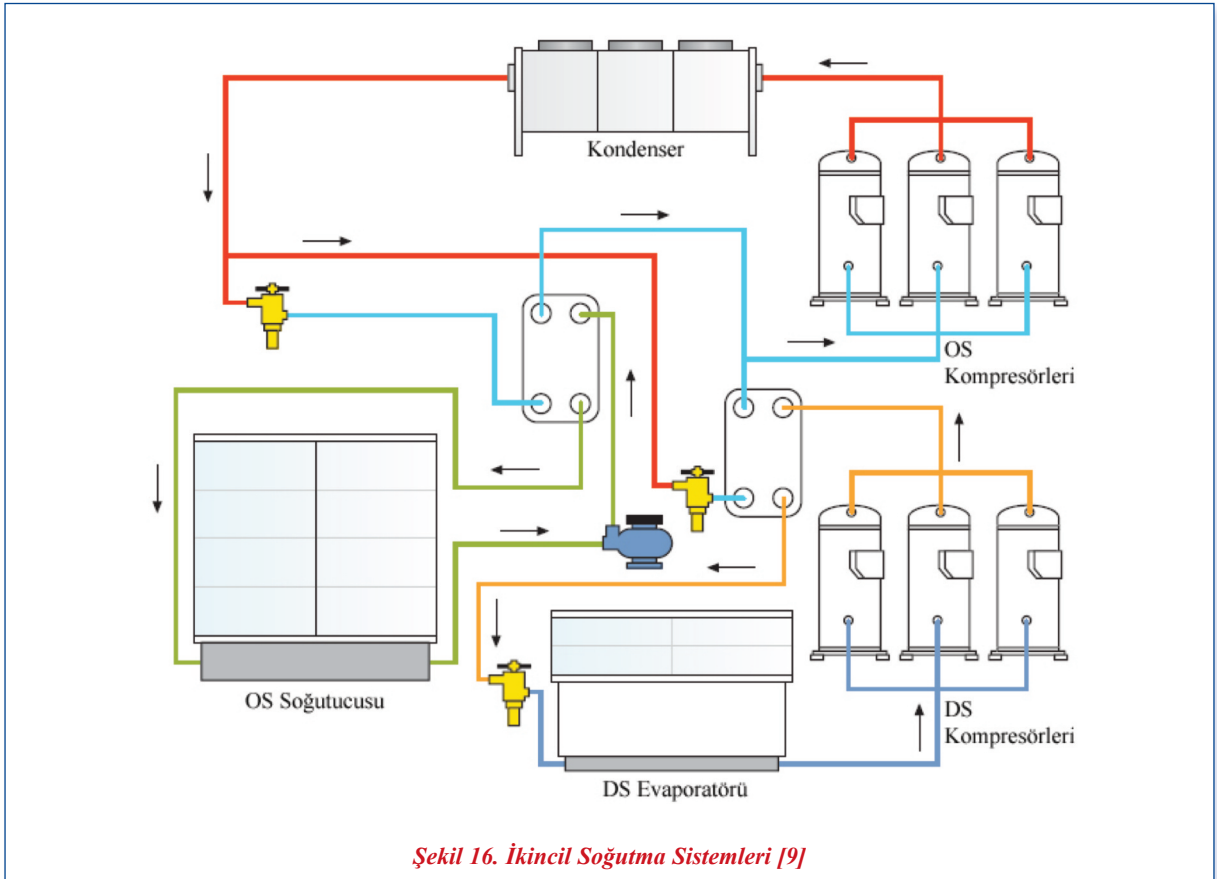 Kondenser
OS
Kompresörleri
OS Soğutucusu
DS
Kompresörleri
DS Evaporatörü
Şekil 16. İkincil Soğutma Sistemleri [9]